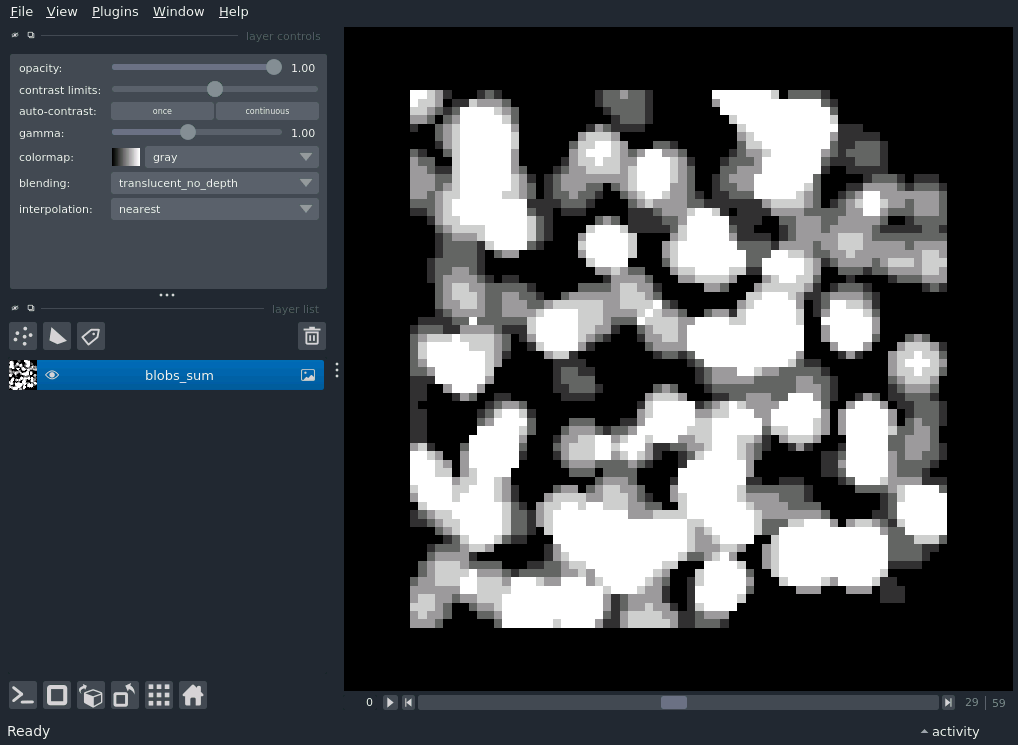 File View Plugins Window Help
layer controls
opacity: 1.00
contrast limits:
auto-contrast: once continuous
gamma: 1.00
colormap: gray
blending: translucent_no_depth
interpolation: nearest
layer list
blobs_sum
0 29 59
Ready activity